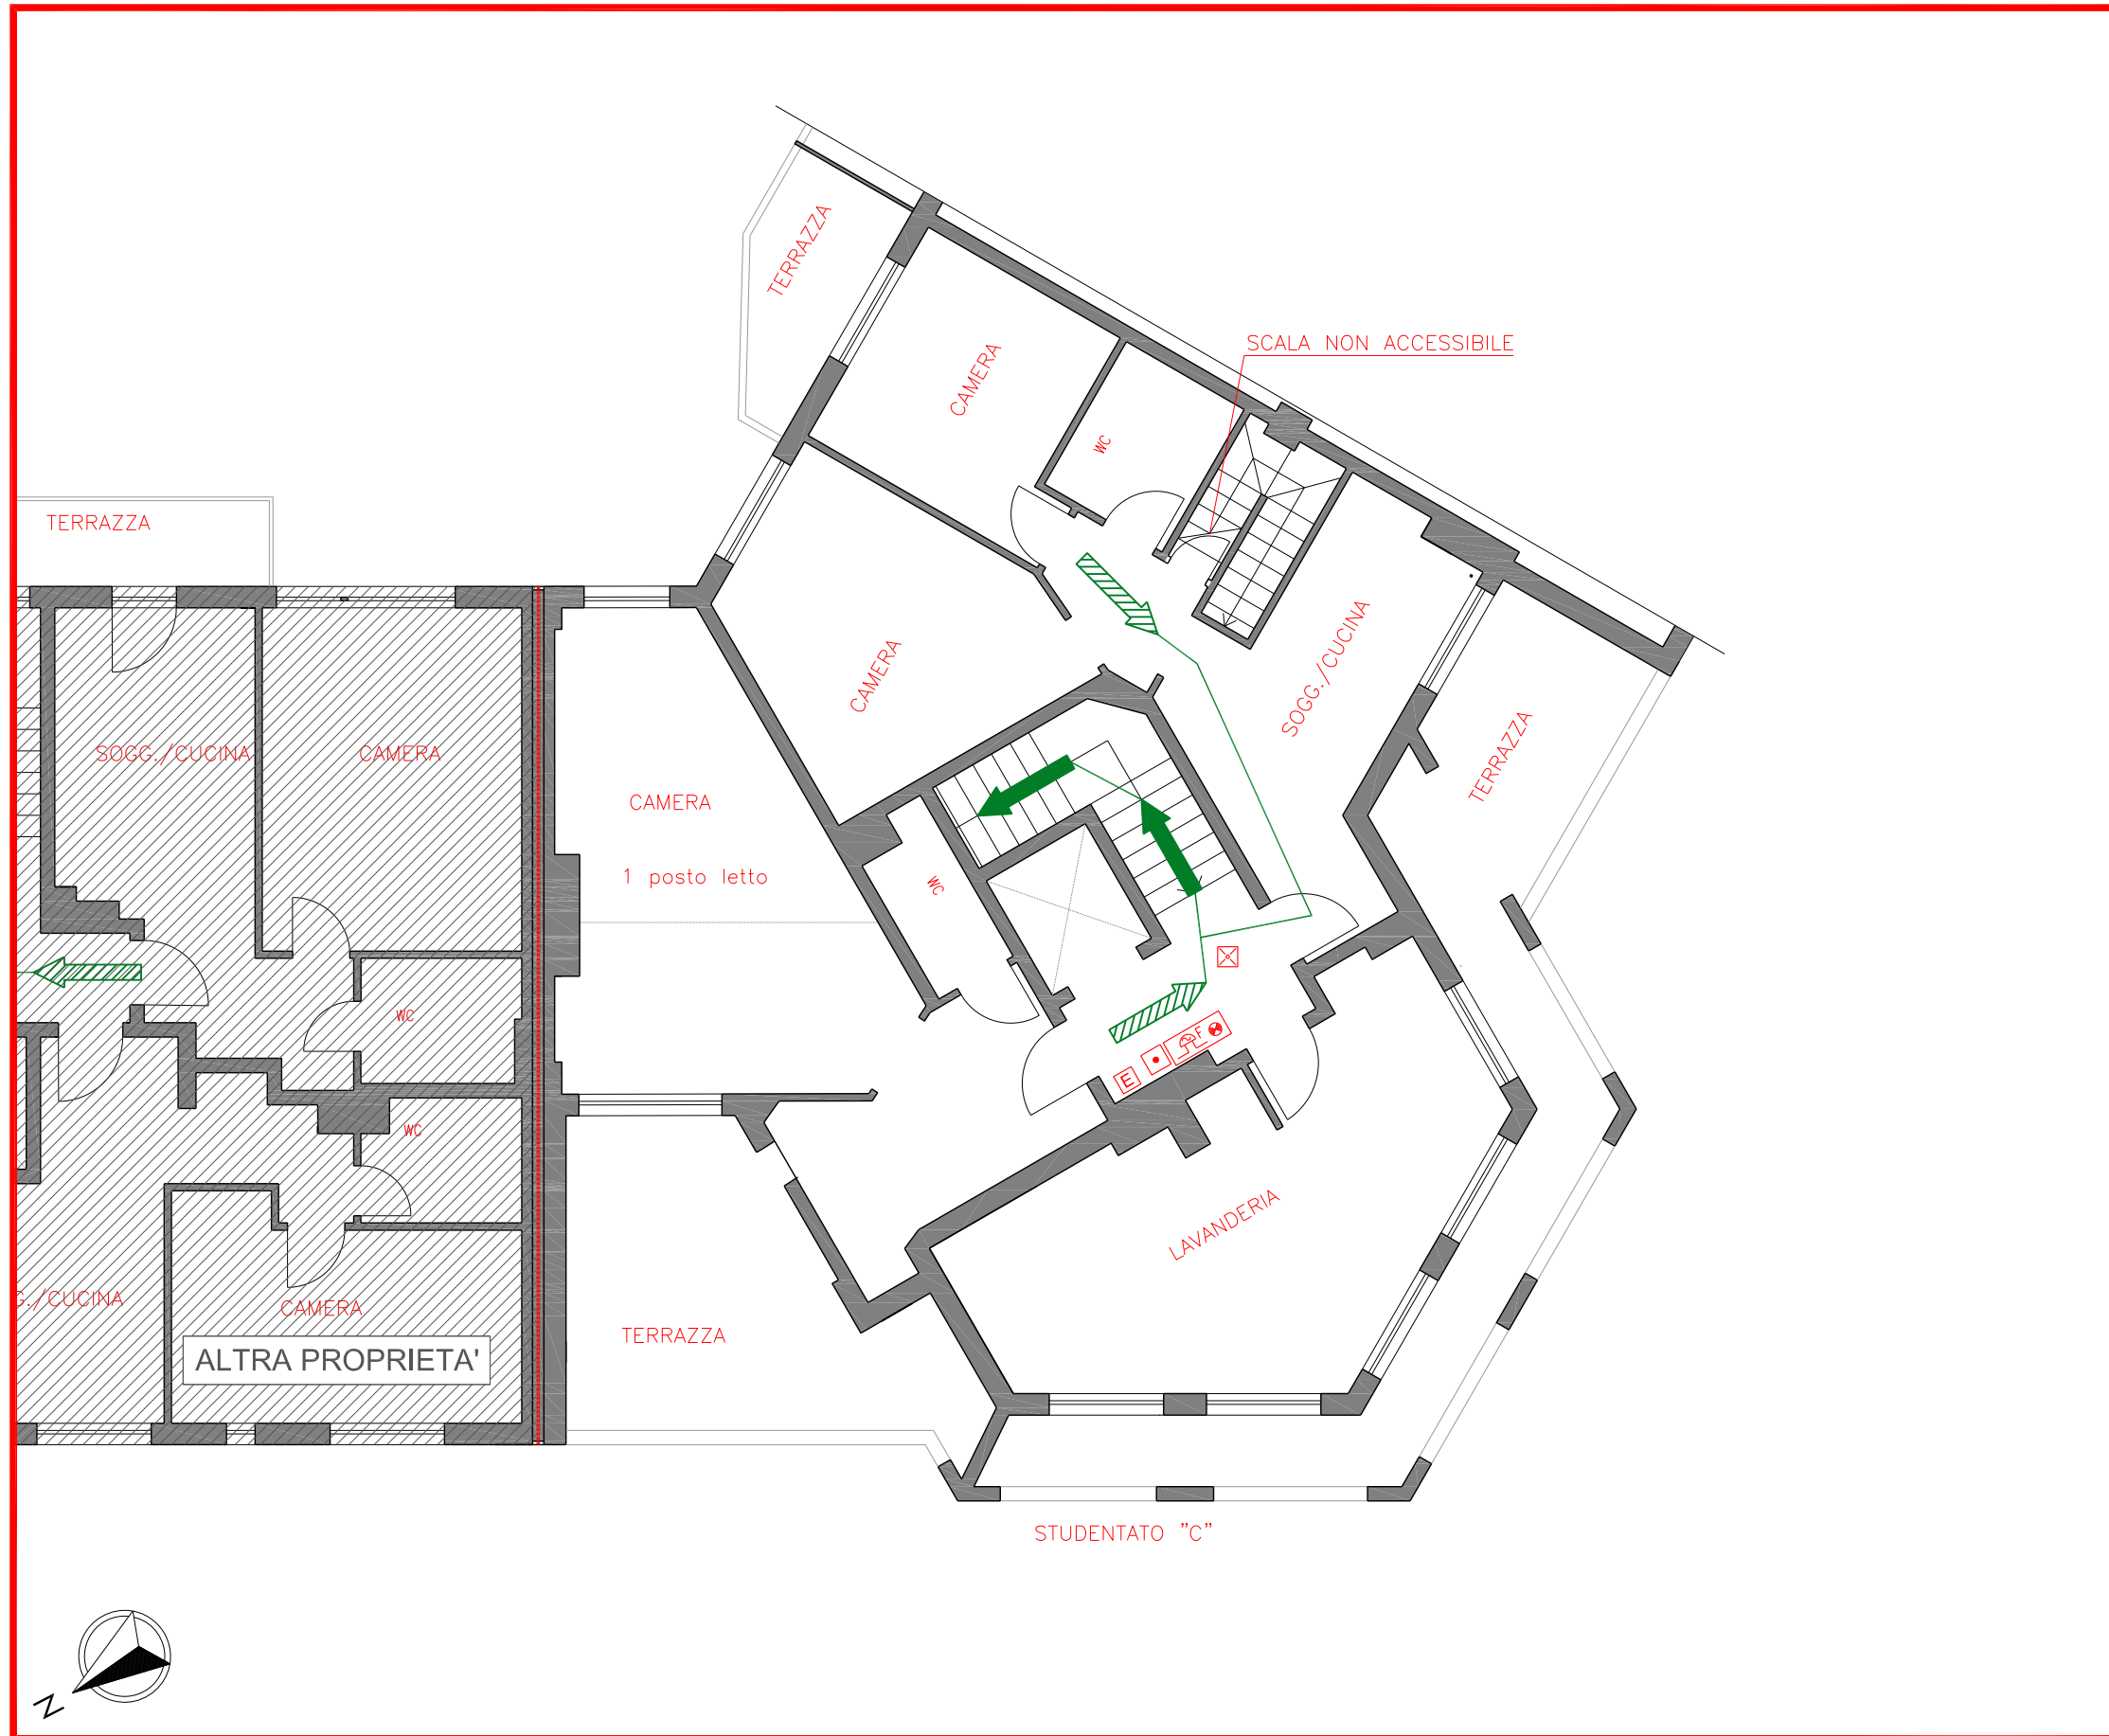 TERRAZZA
SCALA NON ACCESSIBILE
CAMERA
WC
TERRAZZA
SOGG./CUCINA
CAMERA
TERRAZZA
SOGG./CUCINA
CAMERA
CAMERA
1 posto letto
WC
WC
F
E
WC
LAVANDERIA
G./CUCINA
CAMERA
TERRAZZA
ALTRA PROPRIETA'
STUDENTATO "C"
N